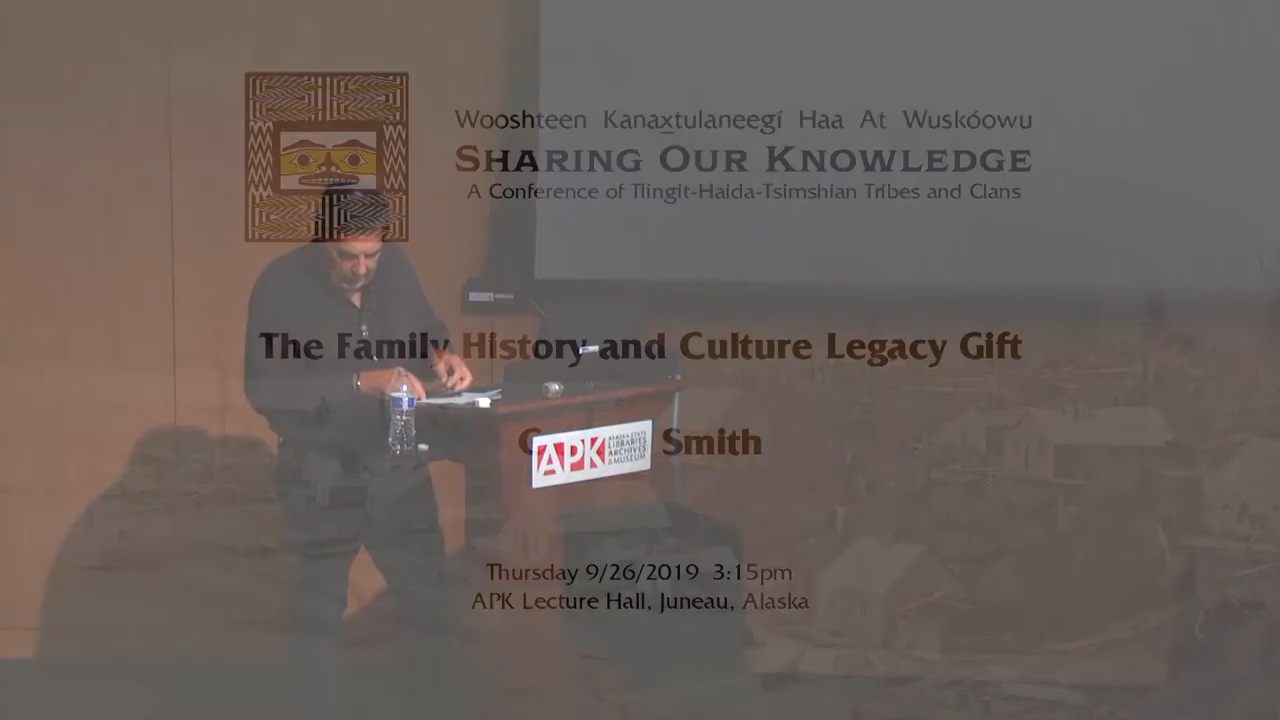 Wooshteen Kanax̱tulaneegí Haa At Wuskóowu
SHARING OUR KNOWLEDGE
A Conference of Tlingit-Haida-Tsimshian Tribes and Clans
The Family History and Culture Legacy Gift
Smith
APK
ALASKA STATE
LIBRARIES
ARCHIVES
& MUSEUM
Thursday 9/26/2019 3:15pm
APK Lecture Hall, Juneau, Alaska